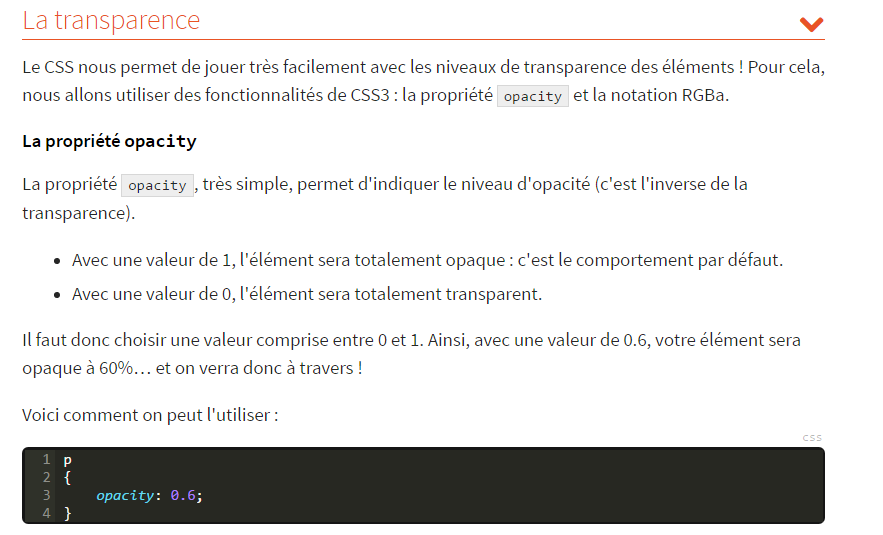 La transparence
Le CSS nous permet de jouer très facilement avec les niveaux de transparence des éléments ! Pour cela,
nous allons utiliser des fonctionnalités de CSS3 : la propriété opacity et la notation RGBa.
La propriété opacity
La propriété opacity, très simple, permet d'indiquer le niveau d'opacité (c'est l'inverse de la
transparence).
• Avec une valeur de 1, l'élément sera totalement opaque : c'est le comportement par défaut.
• Avec une valeur de 0, l'élément sera totalement transparent.
Il faut donc choisir une valeur comprise entre 0 et 1. Ainsi, avec une valeur de 0.6, votre élément sera
opaque à 60%… et on verra donc à travers !
Voici comment on peut l'utiliser :
css
1 p
2 {
3     opacity: 0.6;
4 }